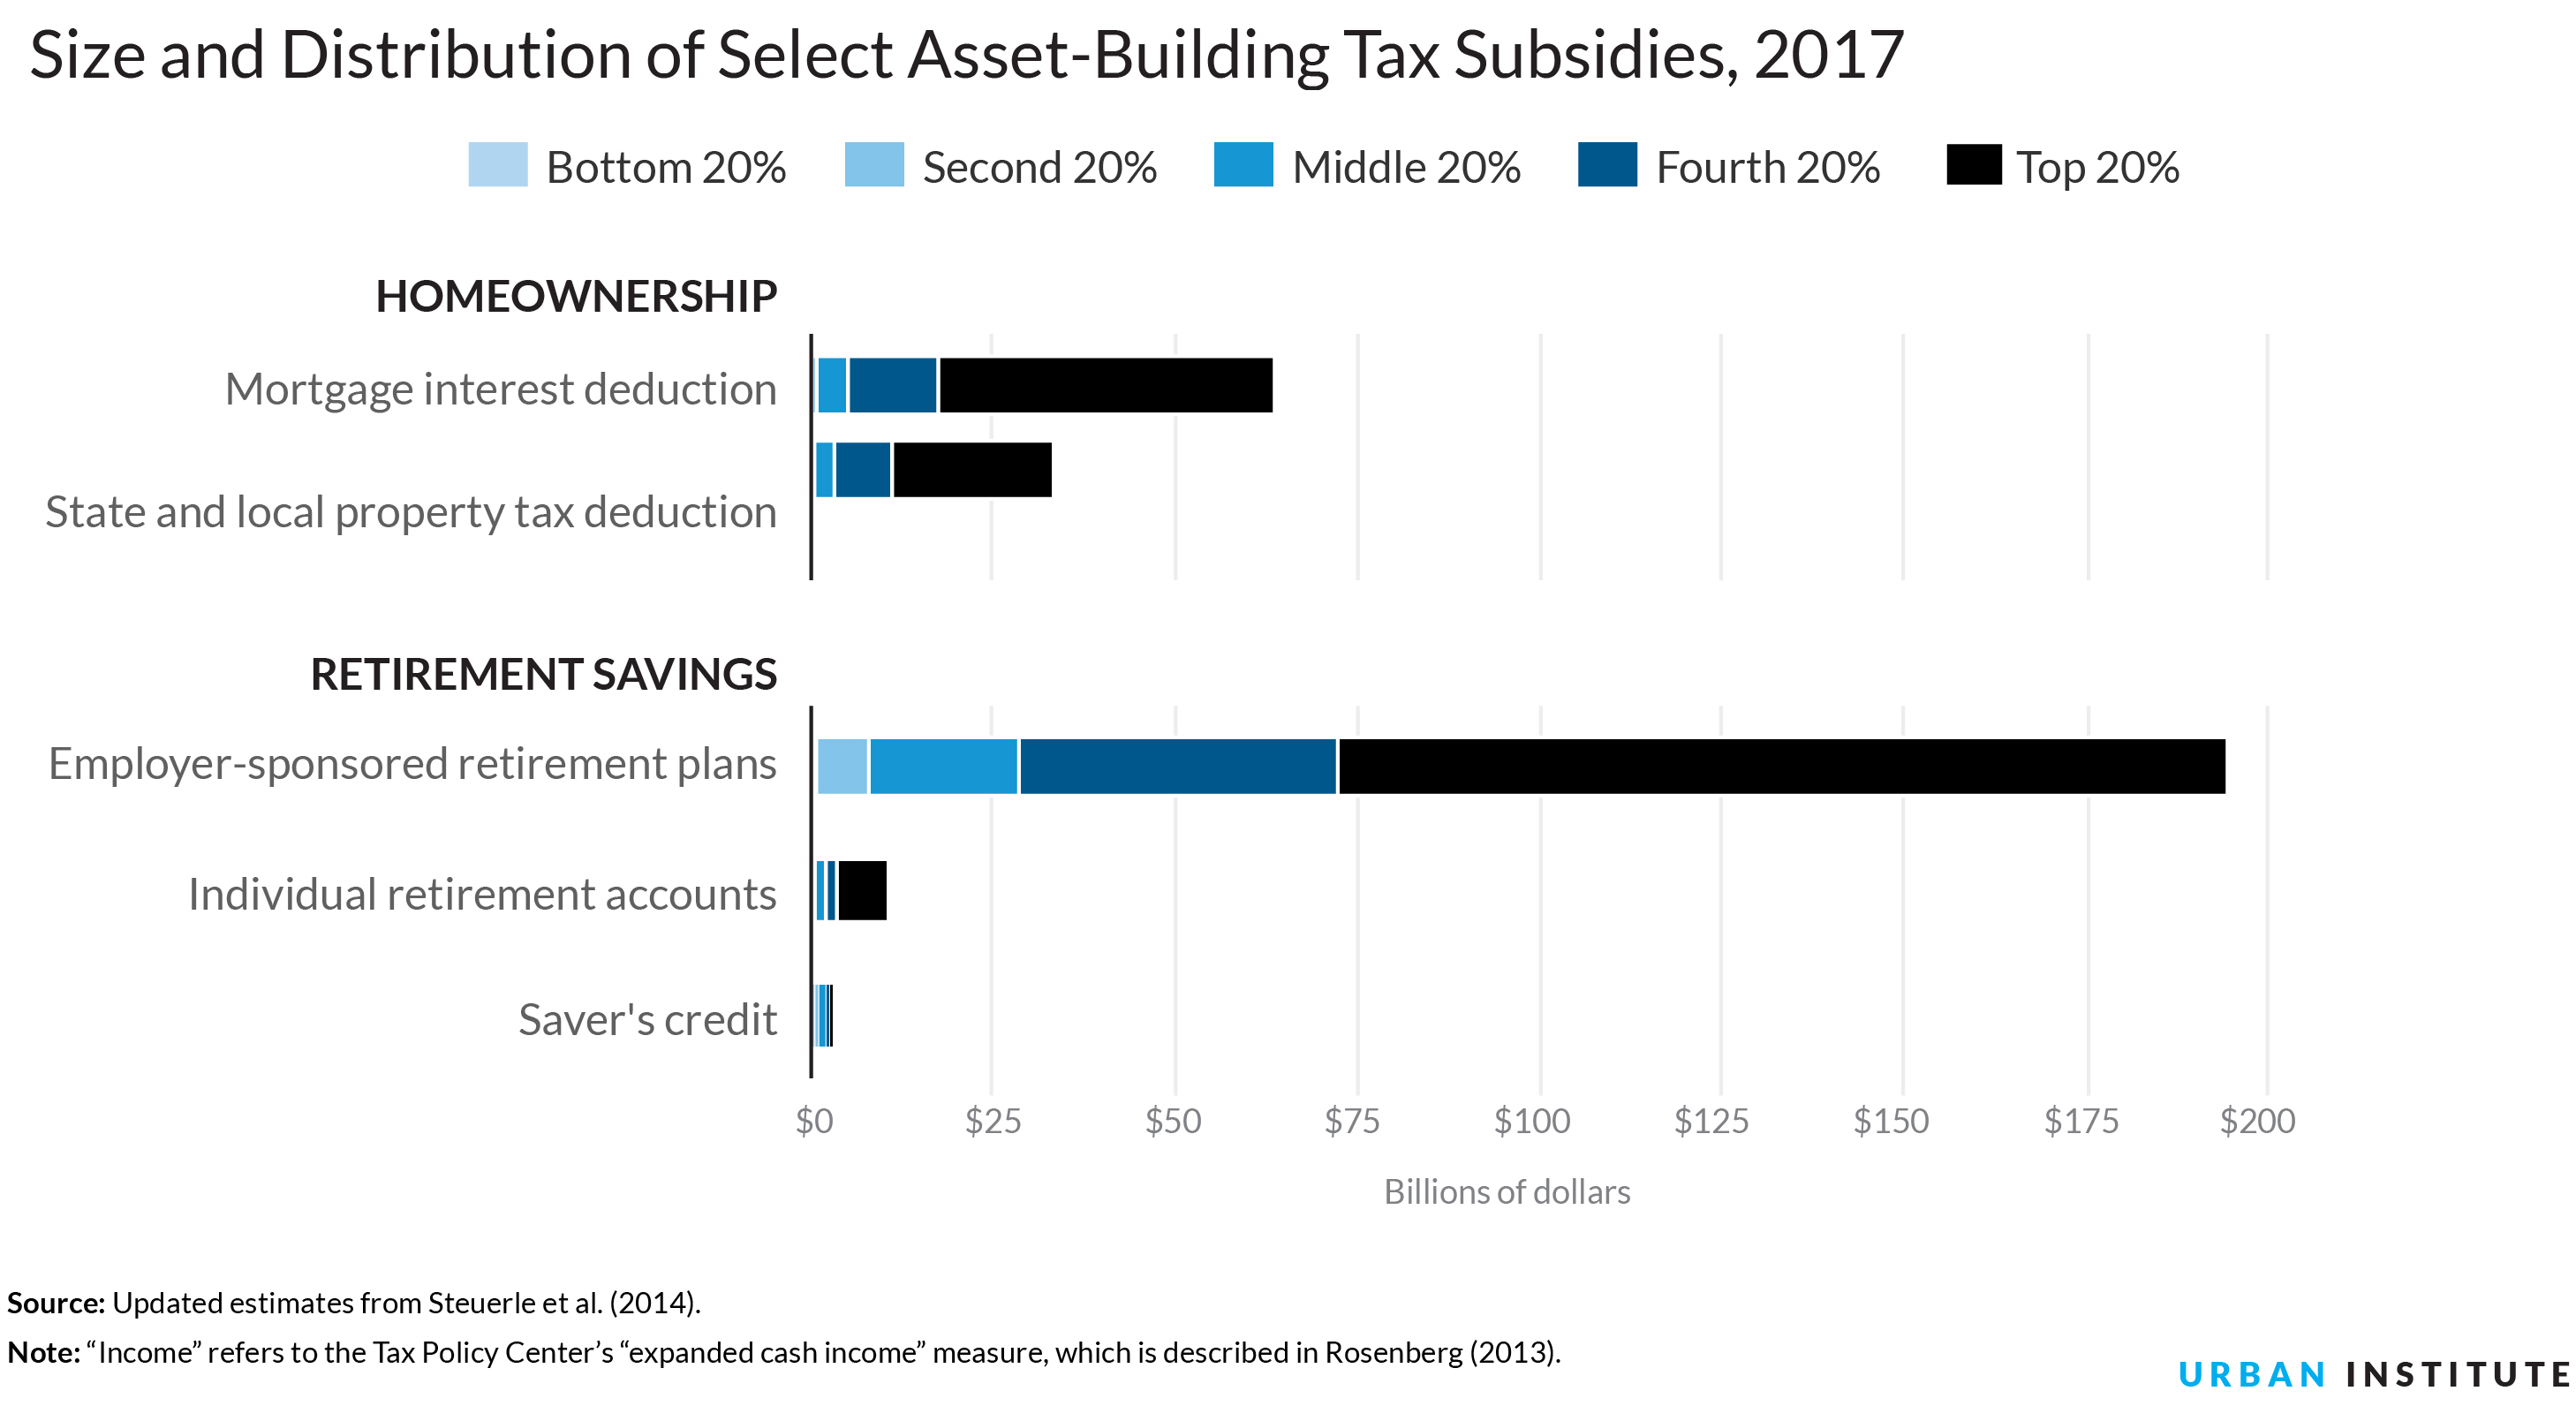 Size and Distribution of Select Asset-Building Tax Subsidies, 2017
Bottom 20% Second 20% Middle 20% Fourth 20% Top 20%
HOMEOWNERSHIP
Mortgage interest deduction
State and local property tax deduction
RETIREMENT SAVINGS
Employer-sponsored retirement plans
Individual retirement accounts
Saver's credit
$0 $25 $50 $75 $100 $125 $150 $175 $200
Billions of dollars
Source: Updated estimates from Steuerle et al. (2014).
Note: “Income” refers to the Tax Policy Center’s “expanded cash income” measure, which is described in Rosenberg (2013).
URBAN INSTITUTE